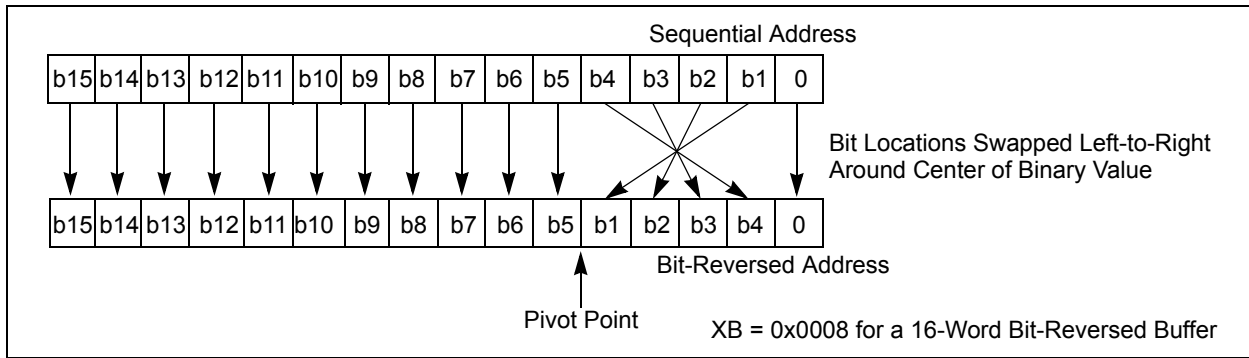 Sequential Address
b15 b14 b13 b12 b11 b10 b9 b8 b7 b6 b5 b4 b3 b2 b1 0
Bit Locations Swapped Left-to-Right
Around Center of Binary Value
b15 b14 b13 b12 b11 b10 b9 b8 b7 b6 b5 b1 b2 b3 b4 0
Bit-Reversed Address
Pivot Point
XB = 0x0008 for a 16-Word Bit-Reversed Buffer